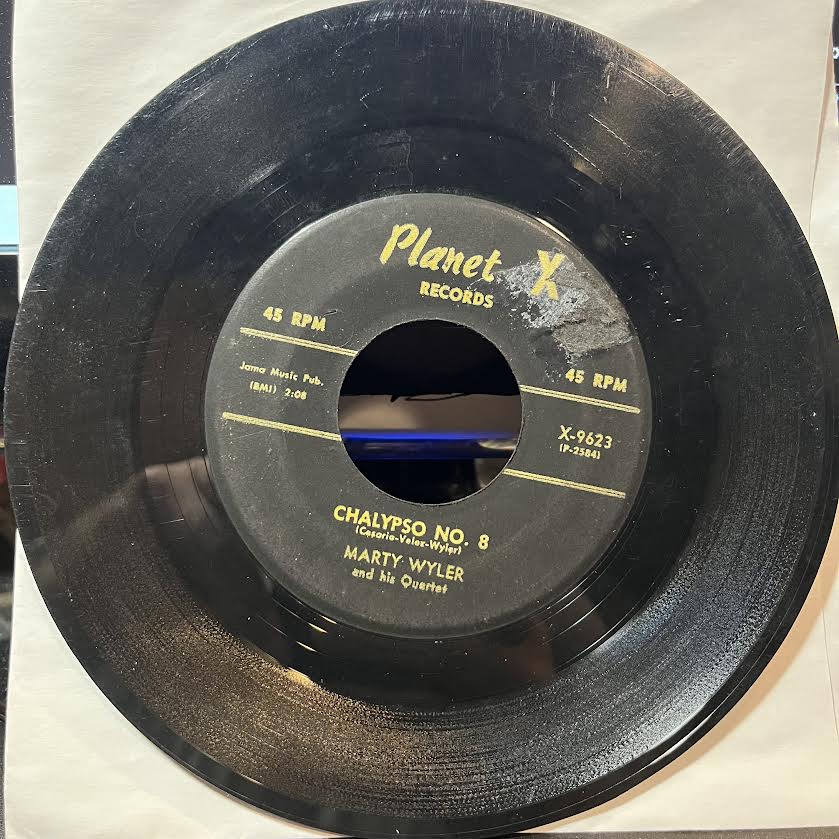 Planet X
RECORDS
45 RPM
45 RPM
Jama Music Pub.
(BMI) 2:08
X-9623
(P-2584)
CHALYPSO NO. 8
(Cesario-Velez-Wyler)
MARTY WYLER
and his Quartet